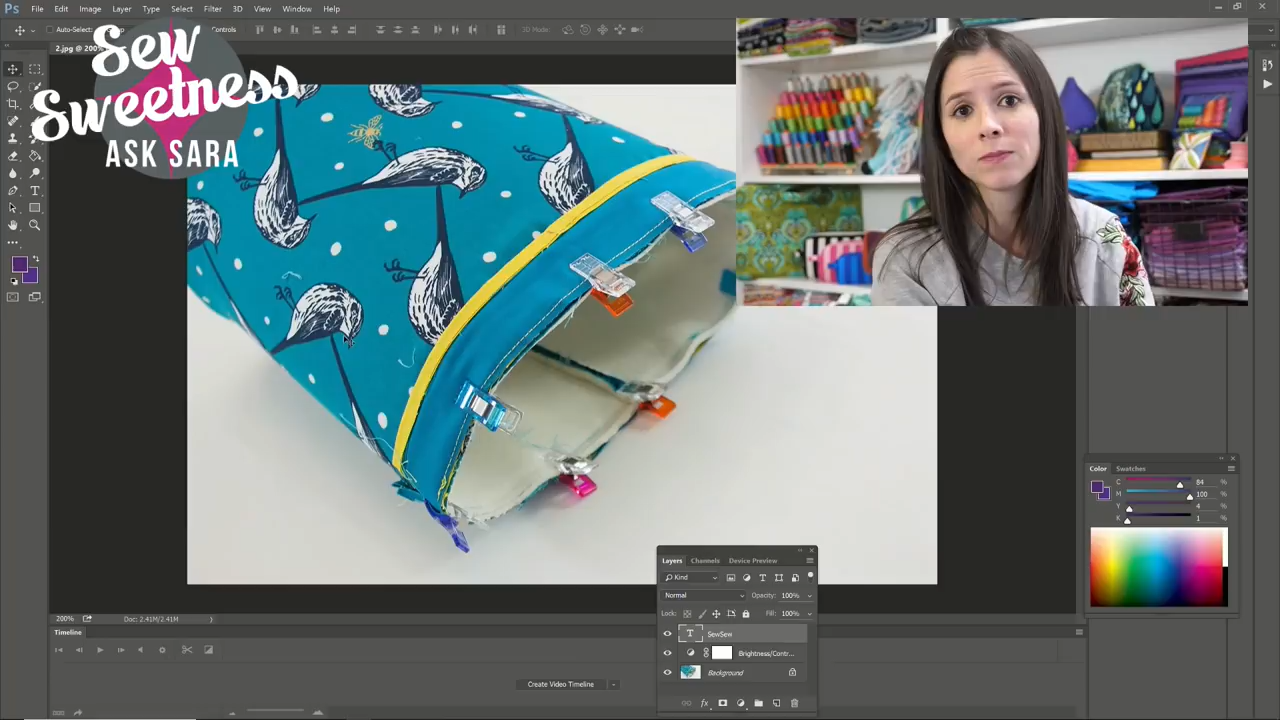 Ps File Edit Image Layer Type Select Filter 3D View Window Help
Auto-Select: Controls 3D Mode:
2.jpg @ 200%
Sew
Sweetness
ASK SARA
Color Swatches
C 84 %
M 100 %
Y 4 %
K 1 %
Layers Channels Device Preview
Kind
Normal Opacity: 100%
Lock: Fill: 100%
T SewSew
Brightness/Contr...
Background
200% Doc: 2.41M/2.41M
Timeline
Create Video Timeline